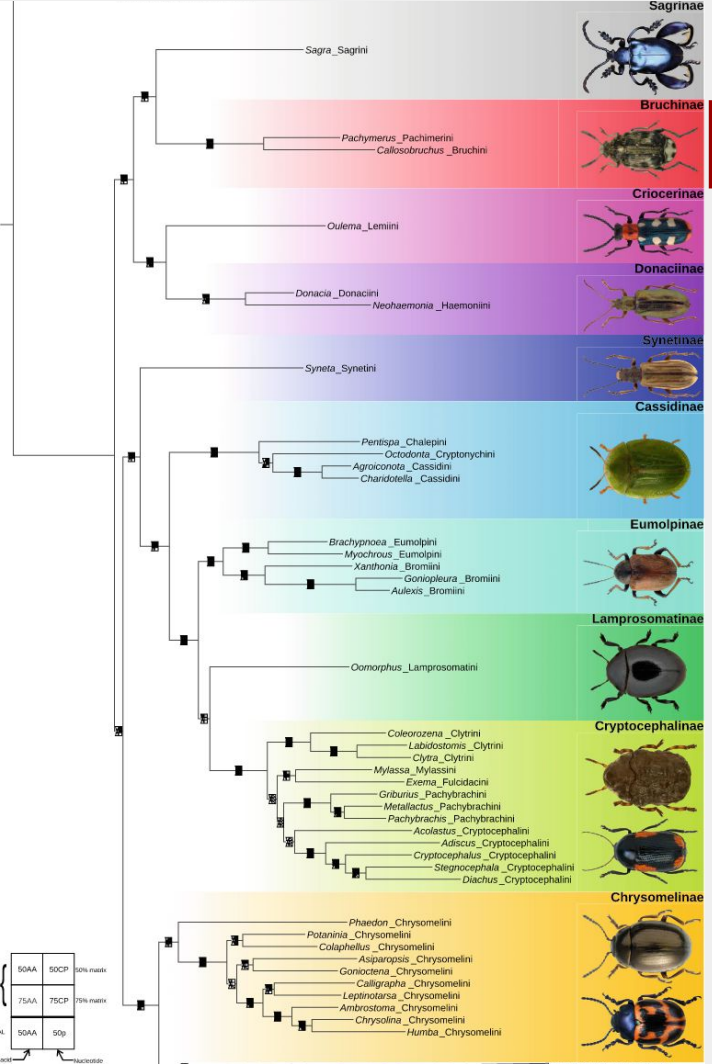 Sagrinae
Sagra_Sagrini
Bruchinae
Pachymerus_Pachimerini
Callosobruchus_Bruchini
Criocerinae
Oulema_Lemiini
Donaciinae
Donacia_Donaciini
Neohaemonia_Haemoniini
Synetinae
Syneta_Synetini
Cassidinae
Pentispa_Chalepini
Octodonta_Cryptonychini
Agroiconota_Cassidini
Charidotella_Cassidini
Eumolpinae
Brachypnoea_Eumolpini
Myochrous_Eumolpini
Xanthonia_Bromiini
Goniopleura_Bromiini
Aulexis_Bromiini
Lamprosomatinae
Oomorphus_Lamprosomatini
Cryptocephalinae
Coleorozena_Clytrini
Labidostomis_Clytrini
Clytra_Clytrini
Mylassa_Mylassini
Exema_Fulcidacini
Griburius_Pachybrachini
Metallactus_Pachybrachini
Pachybrachis_Pachybrachini
Acolastus_Cryptocephalini
Adiscus_Cryptocephalini
Cryptocephalus_Cryptocephalini
Stegnocephala_Cryptocephalini
Diachus_Cryptocephalini
Chrysomelinae
Phaedon_Chrysomelini
Potaninia_Chrysomelini
Colaphellus_Chrysomelini
Asiparopsis_Chrysomelini
Gonioctena_Chrysomelini
Calligrapha_Chrysomelini
Leptinotarsa_Chrysomelini
Ambrostoma_Chrysomelini
Chrysolina_Chrysomelini
Humba_Chrysomelini
50AA 50CP 50% matrix
75AA 75CP 75% matrix
50AA 50p
Nucleotide